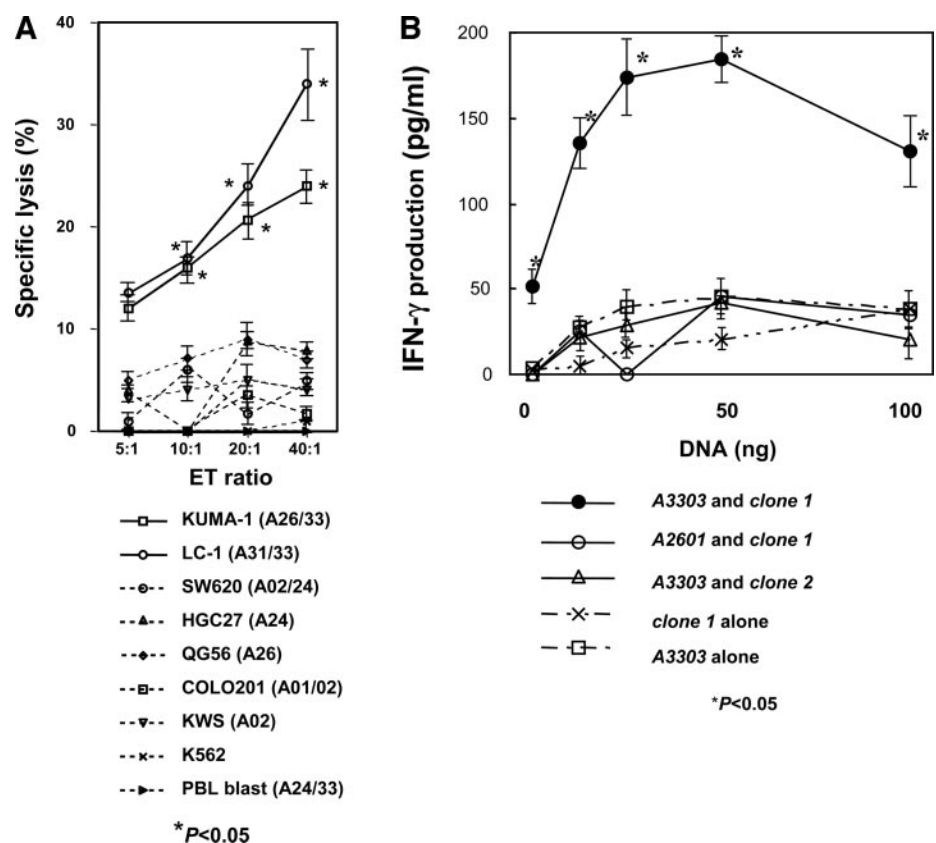 A
40
30
20
10
0
Specific lysis (%)
5:1 10:1 20:1 40:1
ET ratio
* * * * * *
KUMA-1 (A26/33)
LC-1 (A31/33)
SW620 (A02/24)
HGC27 (A24)
QG56 (A26)
COLO201 (A01/02)
KWS (A02)
K562
PBL blast (A24/33)
*P<0.05
B
200
150
100
50
0
IFN-γ production (pg/ml)
* * * * *
0 50 100
DNA (ng)
A3303 and clone 1
A2601 and clone 1
A3303 and clone 2
clone 1 alone
A3303 alone
*P<0.05